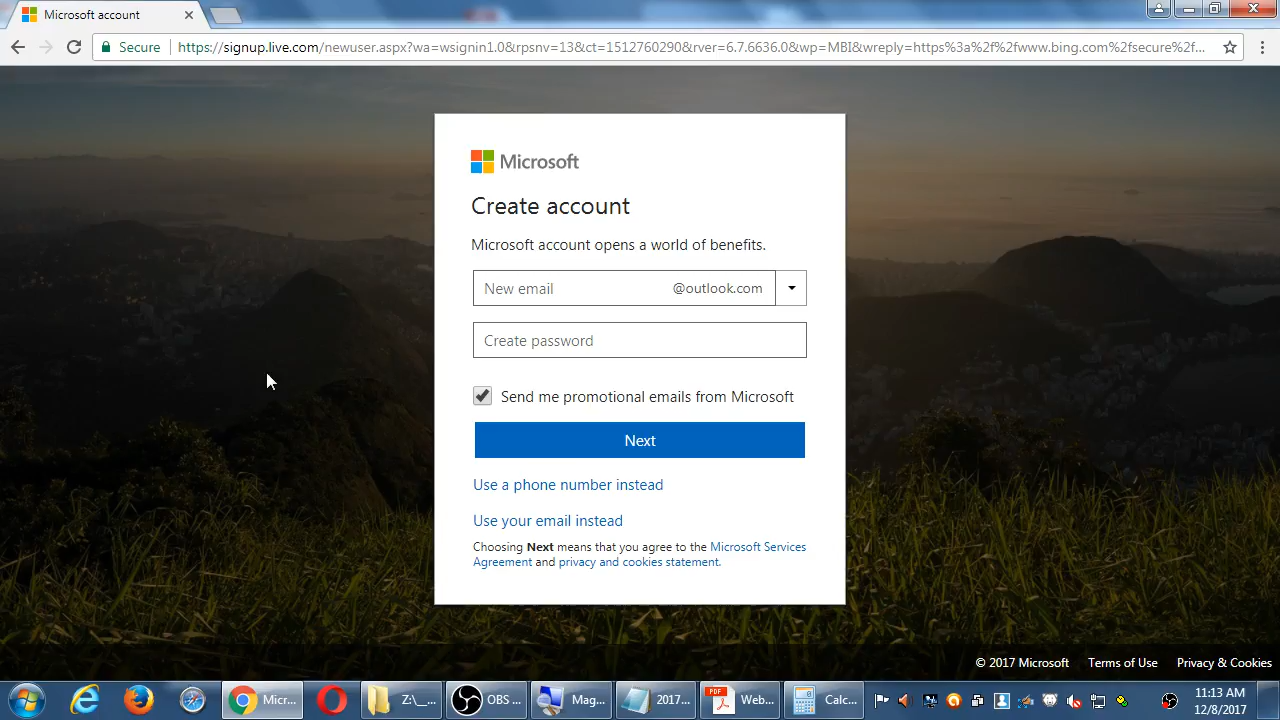 Microsoft account
Secure https://signup.live.com/newuser.aspx?wa=wsignin1.0&rpsnv=13&ct=1512760290&rver=6.7.6636.0&wp=MBI&wreply=https%3a%2f%2fwww.bing.com%2fsecure%2f...
Microsoft
Create account
Microsoft account opens a world of benefits.
New email @outlook.com
Create password
Send me promotional emails from Microsoft
Next
Use a phone number instead
Use your email instead
Choosing Next means that you agree to the Microsoft Services
Agreement and privacy and cookies statement.
© 2017 Microsoft Terms of Use Privacy & Cookies
Micr... Z:\_... OBS ... Mag... 2017... PDF Web... Calc... 11:13 AM
12/8/2017